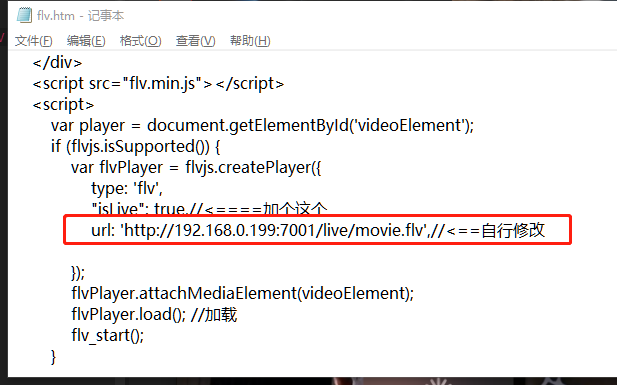 flv.htm - 记事本
文件(F) 编辑(E) 格式(O) 查看(V) 帮助(H)
</div>
<script src="flv.min.js"></script>
<script>
var player = document.getElementById('videoElement');
if (flvjs.isSupported()) {
var flvPlayer = flvjs.createPlayer({
type: 'flv',
"isLive": true,//<====加个这个
url: 'http://192.168.0.199:7001/live/movie.flv',//<==自行修改
});
flvPlayer.attachMediaElement(videoElement);
flvPlayer.load(); //加载
flv_start();
}